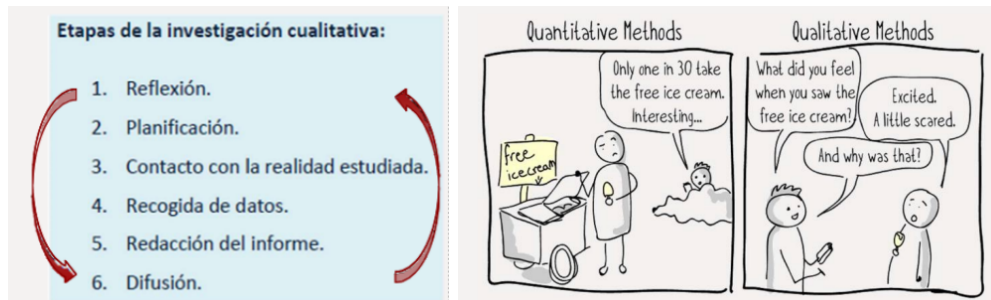 Etapas de la investigación cualitativa:
1. Reflexión.
2. Planificación.
3. Contacto con la realidad estudiada.
4. Recogida de datos.
5. Redacción del informe.
6. Difusión.
Quantitative Methods
Only one in 30 take
the free ice cream.
Interesting...
free
icecream
Qualitative Methods
What did you feel
when you saw the
free ice cream?
Excited.
A little scared.
And why was that?